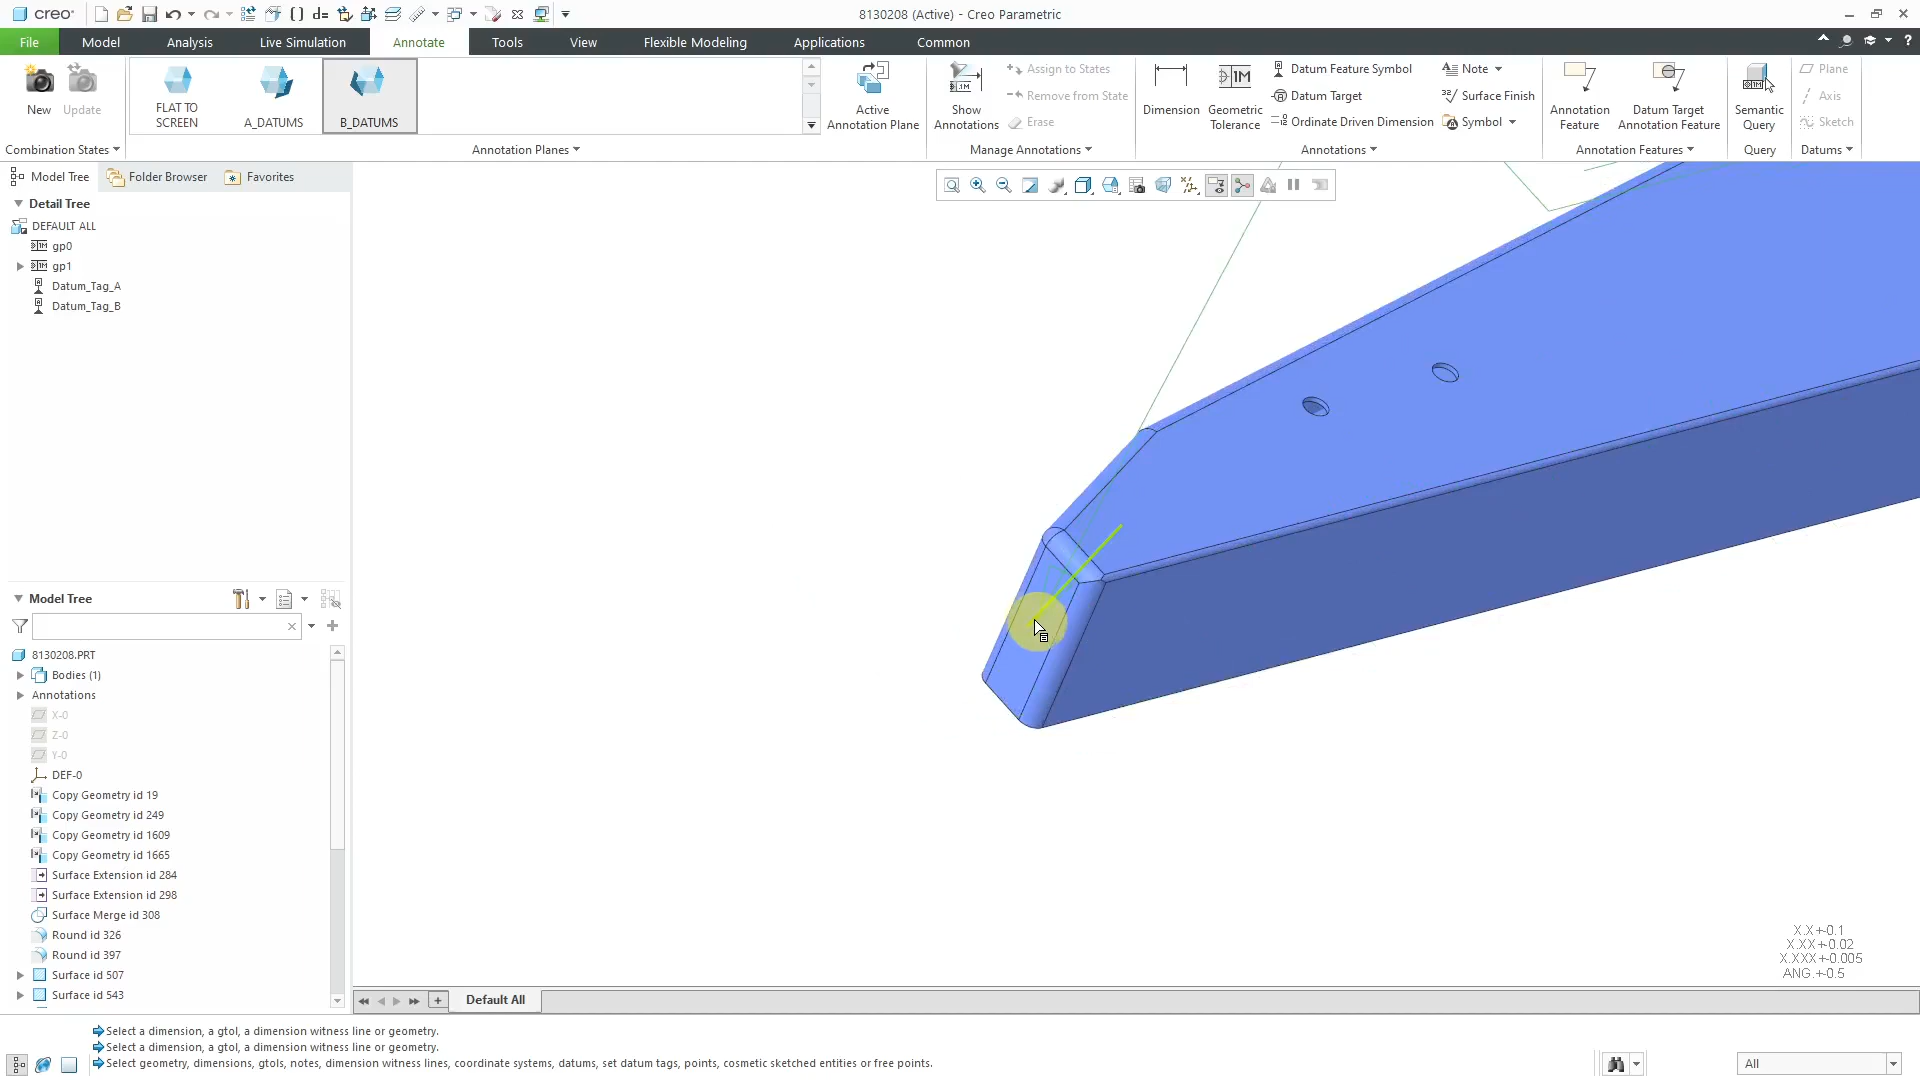 creo
8130208 (Active) - Creo Parametric
File
Model
Analysis
Live Simulation
Annotate
Tools
View
Flexible Modeling
Applications
Common
New
Update
FLAT TO
SCREEN
A_DATUMS
B_DATUMS
Active
Annotation Plane
Show
Annotations
Assign to States
Remove from State
Erase
Dimension
Geometric
Tolerance
Datum Feature Symbol
Datum Target
Ordinate Driven Dimension
Note
Surface Finish
Symbol
Annotation
Feature
Datum Target
Annotation Feature
Semantic
Query
Plane
Axis
Sketch
Combination States
Annotation Planes
Manage Annotations
Annotations
Annotation Features
Query
Datums
Model Tree
Folder Browser
Favorites
Detail Tree
DEFAULT ALL
gp0
gp1
Datum_Tag_A
Datum_Tag_B
Model Tree
8130208.PRT
Bodies (1)
Annotations
X-0
Z-0
Y-0
DEF-0
Copy Geometry id 19
Copy Geometry id 249
Copy Geometry id 1609
Copy Geometry id 1665
Surface Extension id 284
Surface Extension id 298
Surface Merge id 308
Round id 326
Round id 397
Surface id 507
Surface id 543
X.X+-0.1
X.XX+-0.02
X.XXX+-0.005
ANG.+-0.5
Default All
Select a dimension, a gtol, a dimension witness line or geometry.
Select a dimension, a gtol, a dimension witness line or geometry.
Select geometry, dimensions, gtols, notes, dimension witness lines, coordinate systems, datums, set datum tags, points, cosmetic sketched entities or free points.
All